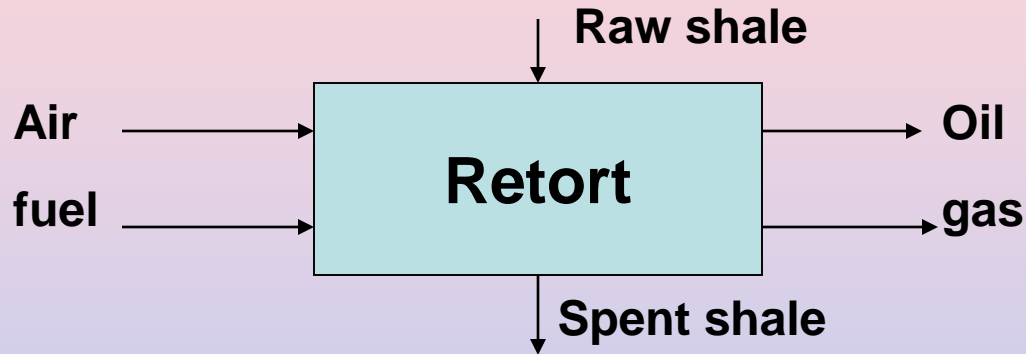 Raw shale
Air
Oil
Retort
fuel
gas
Spent shale